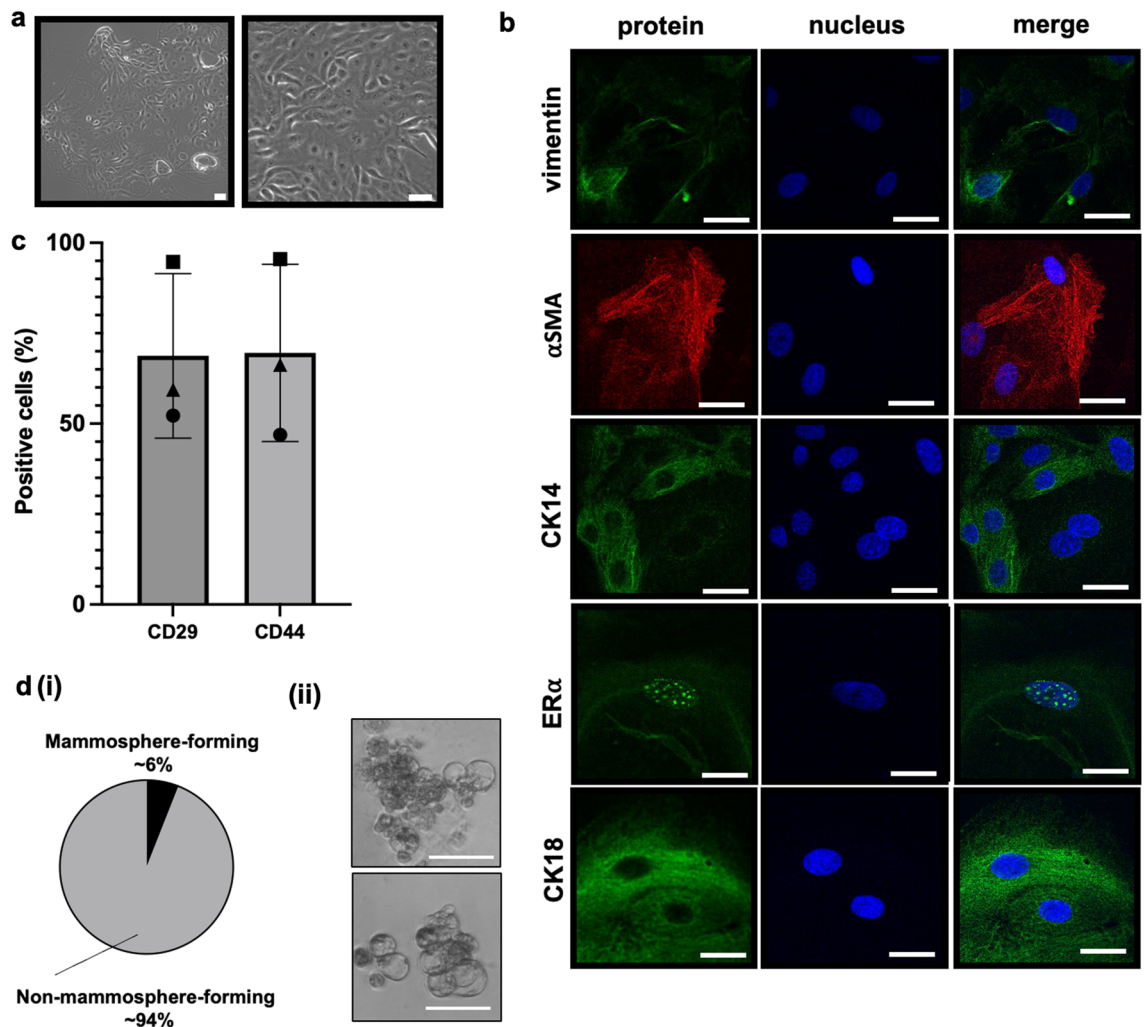 a
b
protein nucleus merge
vimentin
αSMA
CK14
ERα
CK18
c
Positive cells (%)
100
50
0
CD29 CD44
d (i)
(ii)
Mammosphere-forming
~6%
Non-mammosphere-forming
~94%